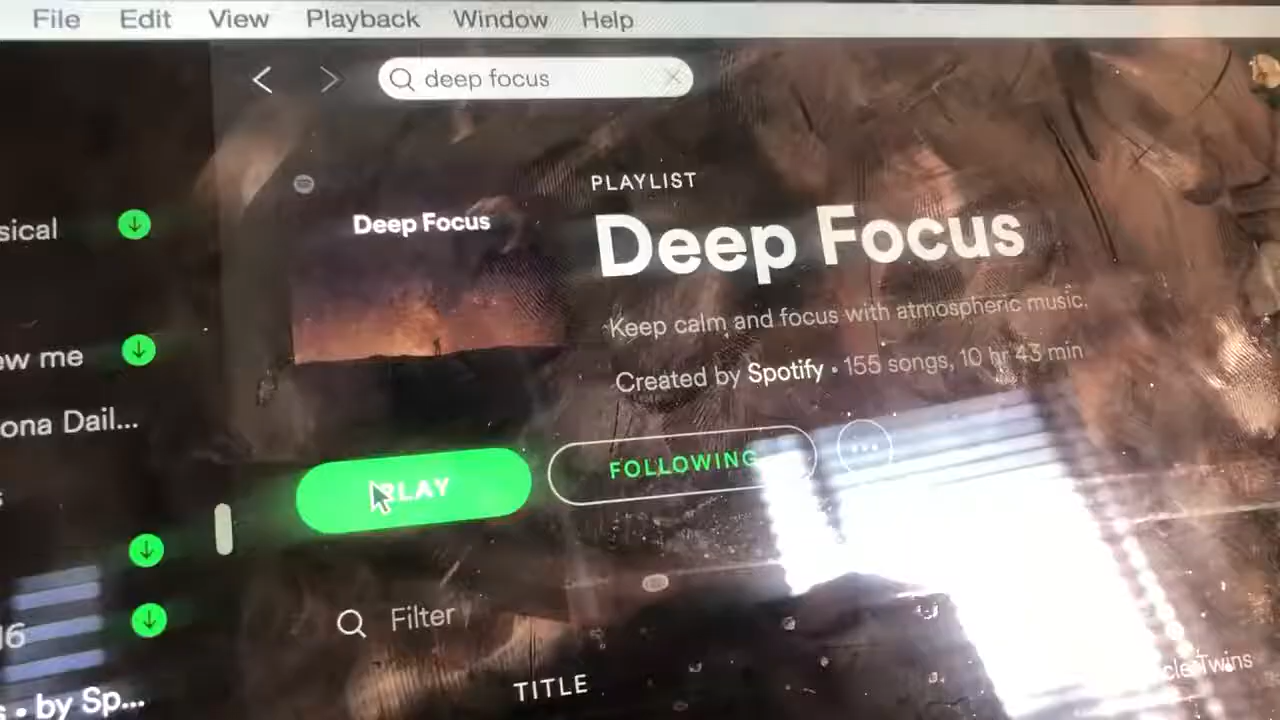 File Edit View Playback Window Help
deep focus
PLAYLIST
Deep Focus
Deep Focus
Keep calm and focus with atmospheric music.
Created by Spotify • 155 songs, 10 hr 43 min
PLAY
FOLLOWING
Filter
TITLE
sical
ew me
ona Dail...
s
16
s • by Sp...
Twins